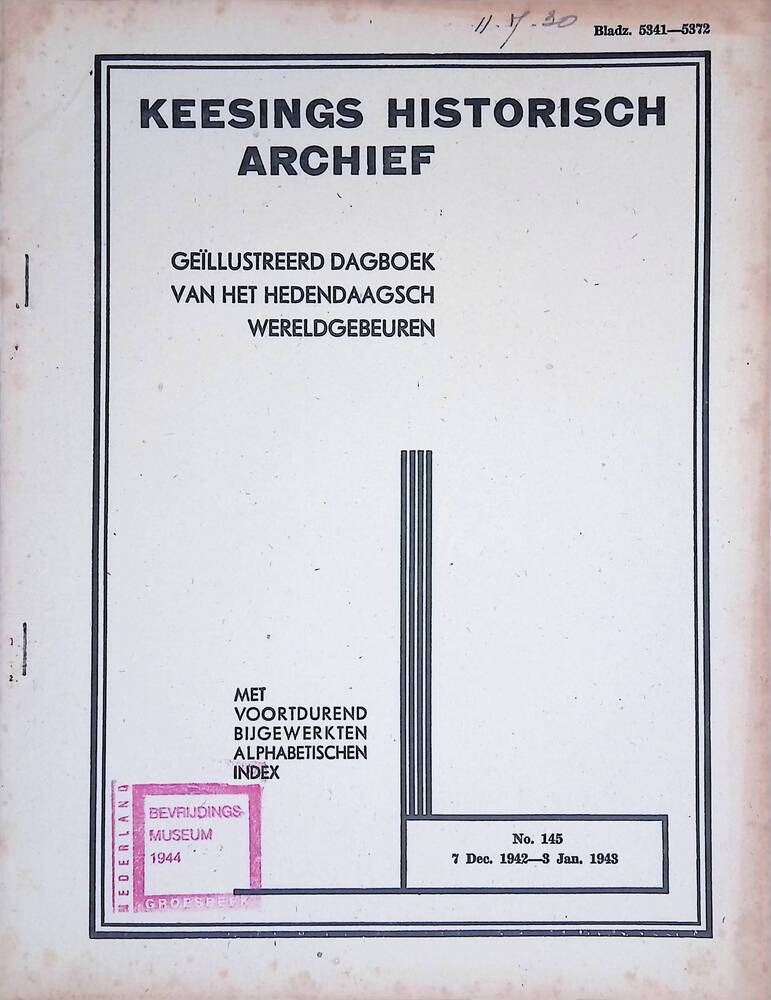 11.7.30
Bladz. 5341—5372
KEESINGS HISTORISCH
ARCHIEF
GEÏLLUSTREERD DAGBOEK
VAN HET HEDENDAAGSCH
WERELDGEBEUREN
MET
VOORTDUREND
BIJGEWERKTEN
ALPHABETISCHEN
INDEX
NEDERLAND
BEVRIJDINGS-
MUSEUM
1944
GROESBEEK
No. 145
7 Dec. 1942—3 Jan. 1943